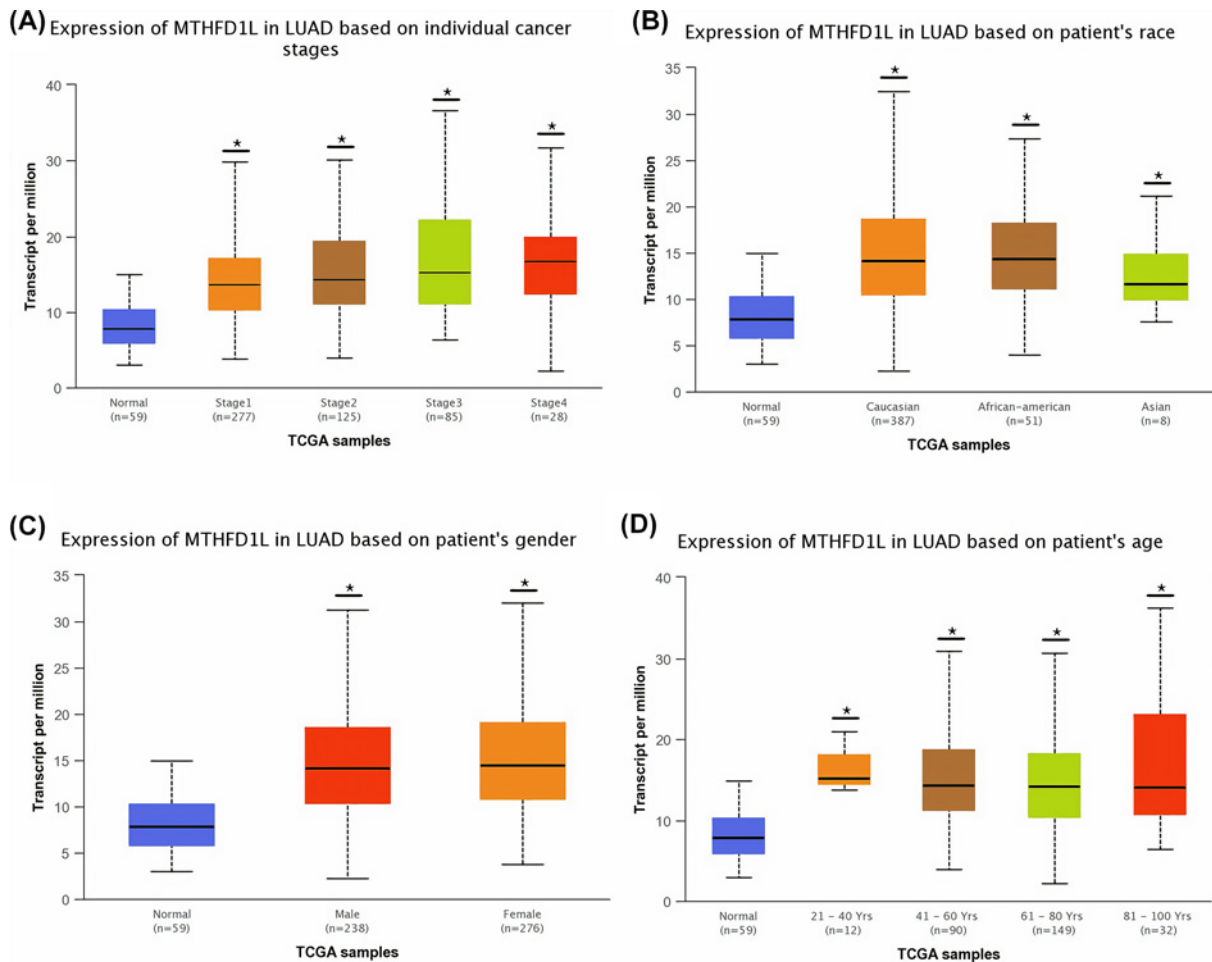 (A)
Expression of MTHFD1L in LUAD based on individual cancer
stages
Transcript per million
40
30
20
10
0
★
★
★
★
Normal
(n=59)
Stage1
(n=277)
Stage2
(n=125)
Stage3
(n=85)
Stage4
(n=28)
TCGA samples
(B)
Expression of MTHFD1L in LUAD based on patient's race
Transcript per million
35
30
25
20
15
10
5
0
★
★
★
Normal
(n=59)
Caucasian
(n=387)
African-american
(n=51)
Asian
(n=8)
TCGA samples
(C)
Expression of MTHFD1L in LUAD based on patient's gender
Transcript per million
35
30
25
20
15
10
5
0
★
★
Normal
(n=59)
Male
(n=238)
Female
(n=276)
TCGA samples
(D)
Expression of MTHFD1L in LUAD based on patient's age
Transcript per million
40
30
20
10
0
★
★
★
★
Normal
(n=59)
21 - 40 Yrs
(n=12)
41 - 60 Yrs
(n=90)
61 - 80 Yrs
(n=149)
81 - 100 Yrs
(n=32)
TCGA samples